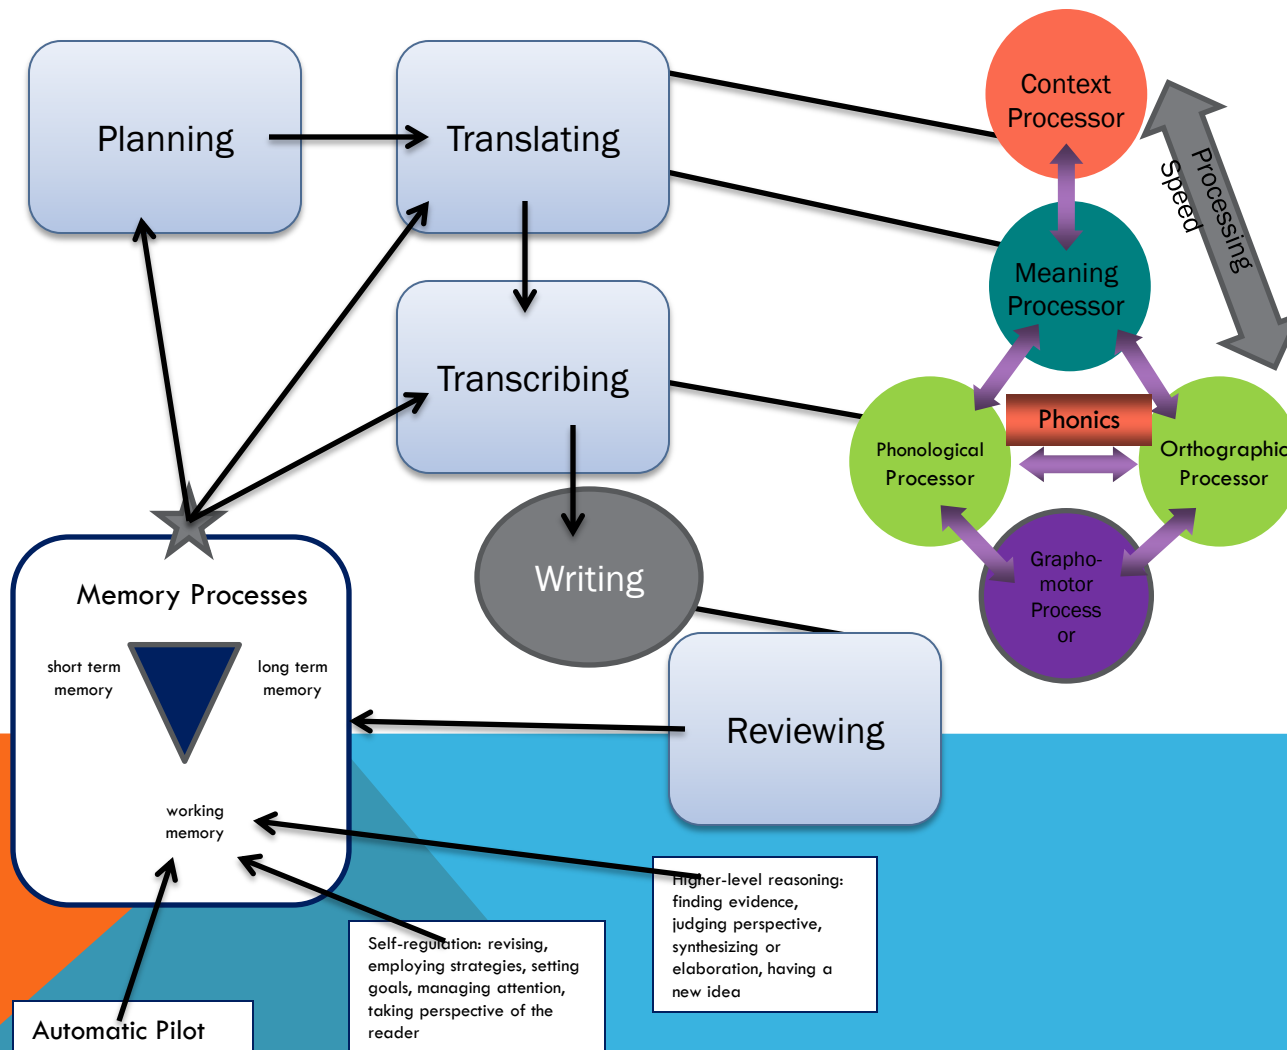 Planning
Translating
Context
Processor
Processing
Speed
Meaning
Processor
Transcribing
Phonics
Phonological
Processor
Orthographic
Processor
Writing
Grapho-
motor
Process
or
Memory Processes
short term
memory
long term
memory
working
memory
Reviewing
Higher-level reasoning:
finding evidence,
judging perspective,
synthesizing or
elaboration, having a
new idea
Self-regulation: revising,
employing strategies, setting
goals, managing attention,
taking perspective of the
reader
Automatic Pilot